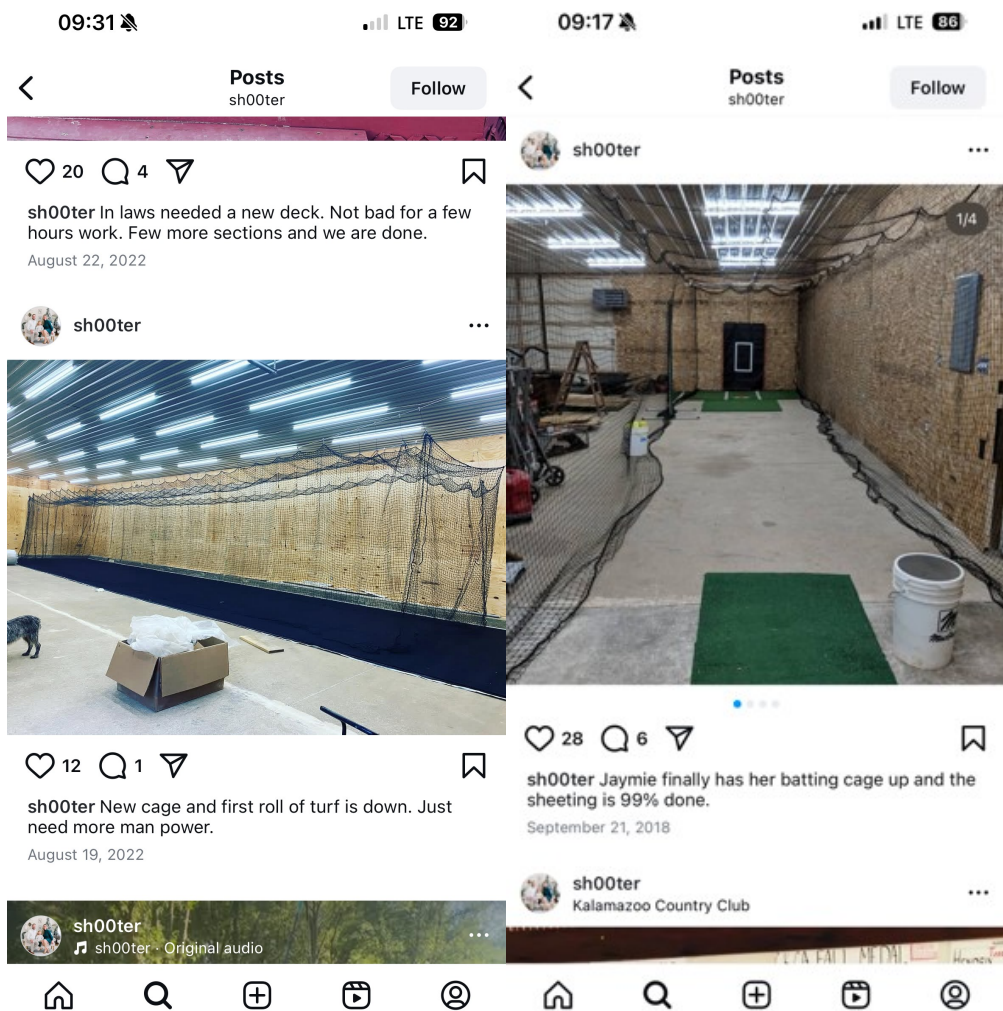 09:31
LTE
92
Posts
sh00ter
Follow
20
4
sh00ter In laws needed a new deck. Not bad for a few
hours work. Few more sections and we are done.
August 22, 2022
sh00ter
12
1
sh00ter New cage and first roll of turf is down. Just
need more man power.
August 19, 2022
sh00ter
sh00ter · Original audio
09:17
LTE
86
Posts
sh00ter
Follow
sh00ter
1/4
28
6
sh00ter Jaymie finally has her batting cage up and the
sheeting is 99% done.
September 21, 2018
sh00ter
Kalamazoo Country Club
FALL MEDAL